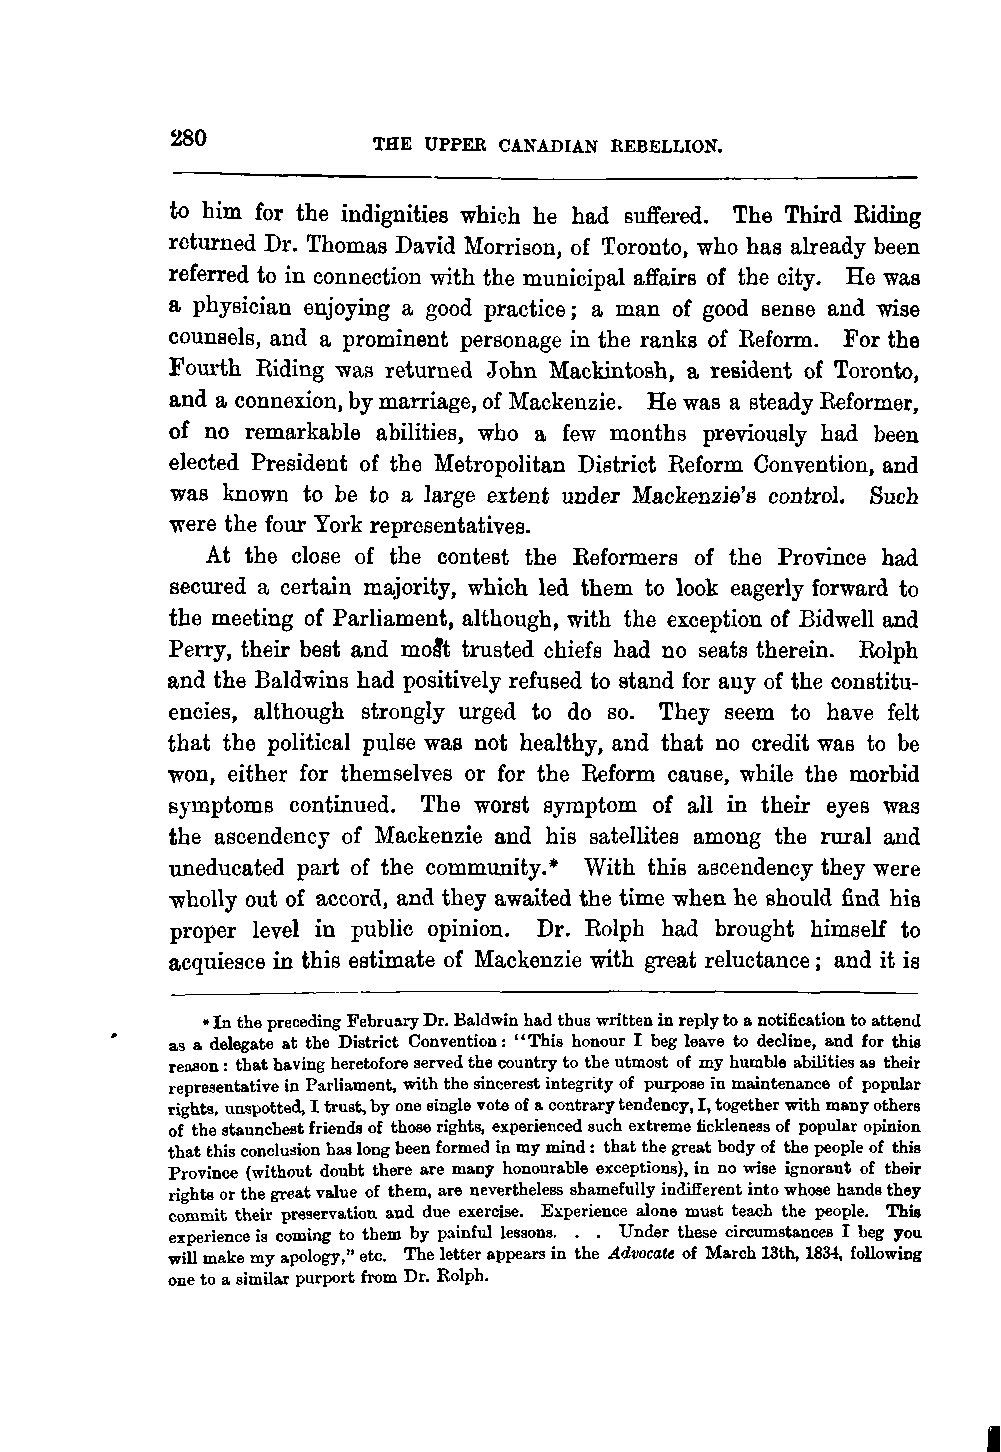 280
THE UPPER CANADIAN REBELLION.
to him for the indignities which he had suffered. The Third Riding
returned Dr. Thomas David Morrison, of Toronto, who has already been
referred to in connection with the municipal affairs of the city. He was
a physician enjoying a good practice; a man of good sense and wise
counsels, and a prominent personage in the ranks of Reform. For the
Fourth Riding was returned John Mackintosh, a resident of Toronto,
and a connexion, by marriage, of Mackenzie. He was a steady Reformer,
of no remarkable abilities, who a few months previously had been
elected President of the Metropolitan District Reform Convention, and
was known to be to a large extent under Mackenzie's control. Such
were the four York representatives.
At the close of the contest the Reformers of the Province had
secured a certain majority, which led them to look eagerly forward to
the meeting of Parliament, although, with the exception of Bidwell and
Perry, their best and most trusted chiefs had no seats therein. Rolph
and the Baldwins had positively refused to stand for any of the constitu-
encies, although strongly urged to do so. They seem to have felt
that the political pulse was not healthy, and that no credit was to be
won, either for themselves or for the Reform cause, while the morbid
symptoms continued. The worst symptom of all in their eyes was
the ascendency of Mackenzie and his satellites among the rural and
uneducated part of the community.* With this ascendency they were
wholly out of accord, and they awaited the time when he should find his
proper level in public opinion. Dr. Rolph had brought himself to
acquiesce in this estimate of Mackenzie with great reluctance; and it is
* In the preceding February Dr. Baldwin had thus written in reply to a notification to attend
as a delegate at the District Convention: "This honour I beg leave to decline, and for this
reason: that having heretofore served the country to the utmost of my humble abilities as their
representative in Parliament, with the sincerest integrity of purpose in maintenance of popular
rights, unspotted, I trust, by one single vote of a contrary tendency, I, together with many others
of the staunchest friends of those rights, experienced such extreme fickleness of popular opinion
that this conclusion has long been formed in my mind: that the great body of the people of this
Province (without doubt there are many honourable exceptions), in no wise ignorant of their
rights or the great value of them, are nevertheless shamefully indifferent into whose hands they
commit their preservation and due exercise. Experience alone must teach the people. This
experience is coming to them by painful lessons. . . Under these circumstances I beg you
will make my apology," etc. The letter appears in the Advocate of March 13th, 1834, following
one to a similar purport from Dr. Rolph.